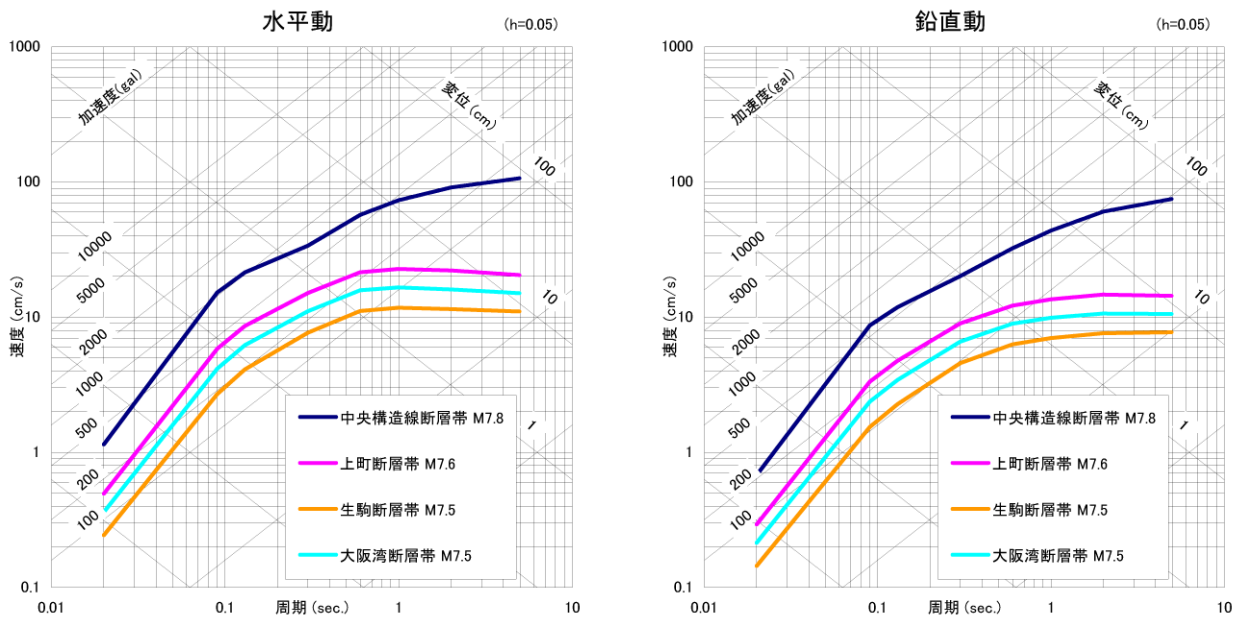 水平動
(h=0.05)
1000
100
10
1
0.1
速度 (cm/s)
加速度(gal)
変位 (cm)
100
10
1
10000
5000
2000
1000
500
200
100
中央構造線断層帯 M7.8
上町断層帯 M7.6
生駒断層帯 M7.5
大阪湾断層帯 M7.5
0.01
0.1
周期 (sec.)
1
10
鉛直動
(h=0.05)
1000
100
10
1
0.1
速度 (cm/s)
加速度(gal)
変位 (cm)
100
10
1
10000
5000
2000
1000
500
200
100
中央構造線断層帯 M7.8
上町断層帯 M7.6
生駒断層帯 M7.5
大阪湾断層帯 M7.5
0.01
0.1
周期 (sec.)
1
10